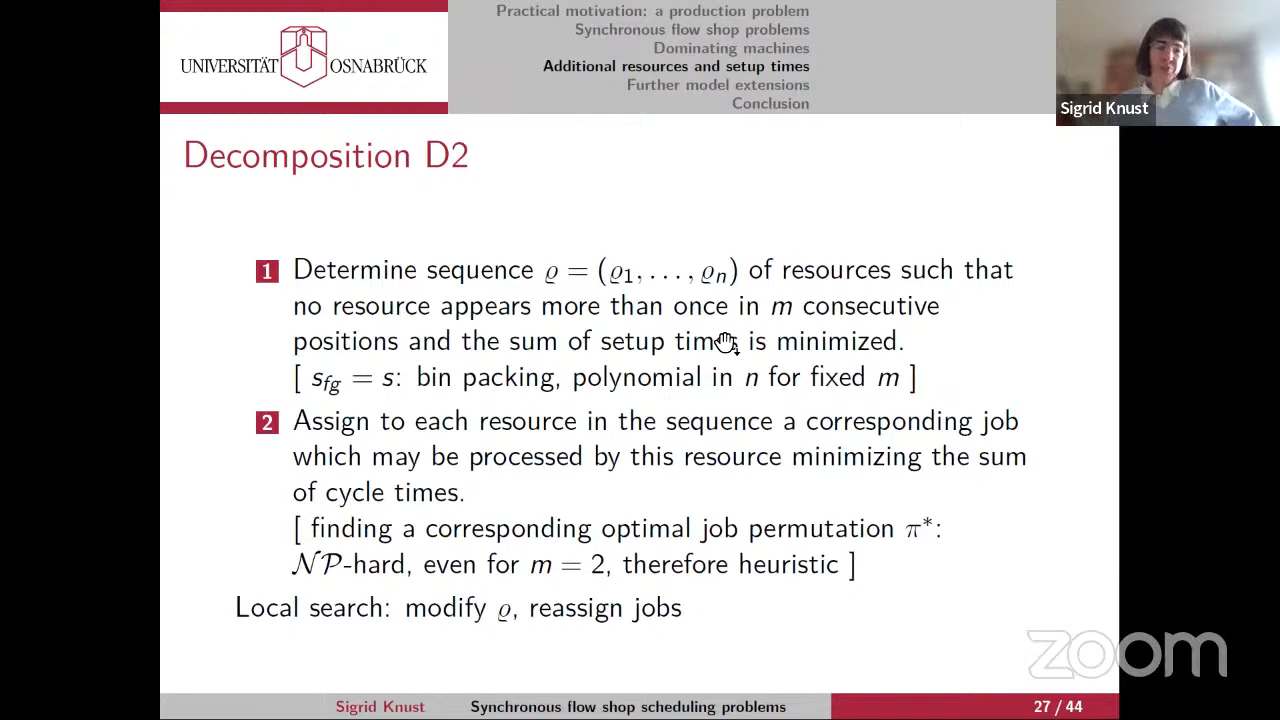 UNIVERSITÄT OSNABRÜCK
Practical motivation: a production problem
Synchronous flow shop problems
Dominating machines
Additional resources and setup times
Further model extensions
Conclusion
Sigrid Knust
Decomposition D2
1 Determine sequence ϱ = (ϱ₁, . . . , ϱₙ) of resources such that
no resource appears more than once in m consecutive
positions and the sum of setup times is minimized.
[ s_fg = s: bin packing, polynomial in n for fixed m ]
2 Assign to each resource in the sequence a corresponding job
which may be processed by this resource minimizing the sum
of cycle times.
[ finding a corresponding optimal job permutation π*:
𝒩𝒫-hard, even for m = 2, therefore heuristic ]
Local search: modify ϱ, reassign jobs
zoom
Sigrid Knust Synchronous flow shop scheduling problems 27 / 44